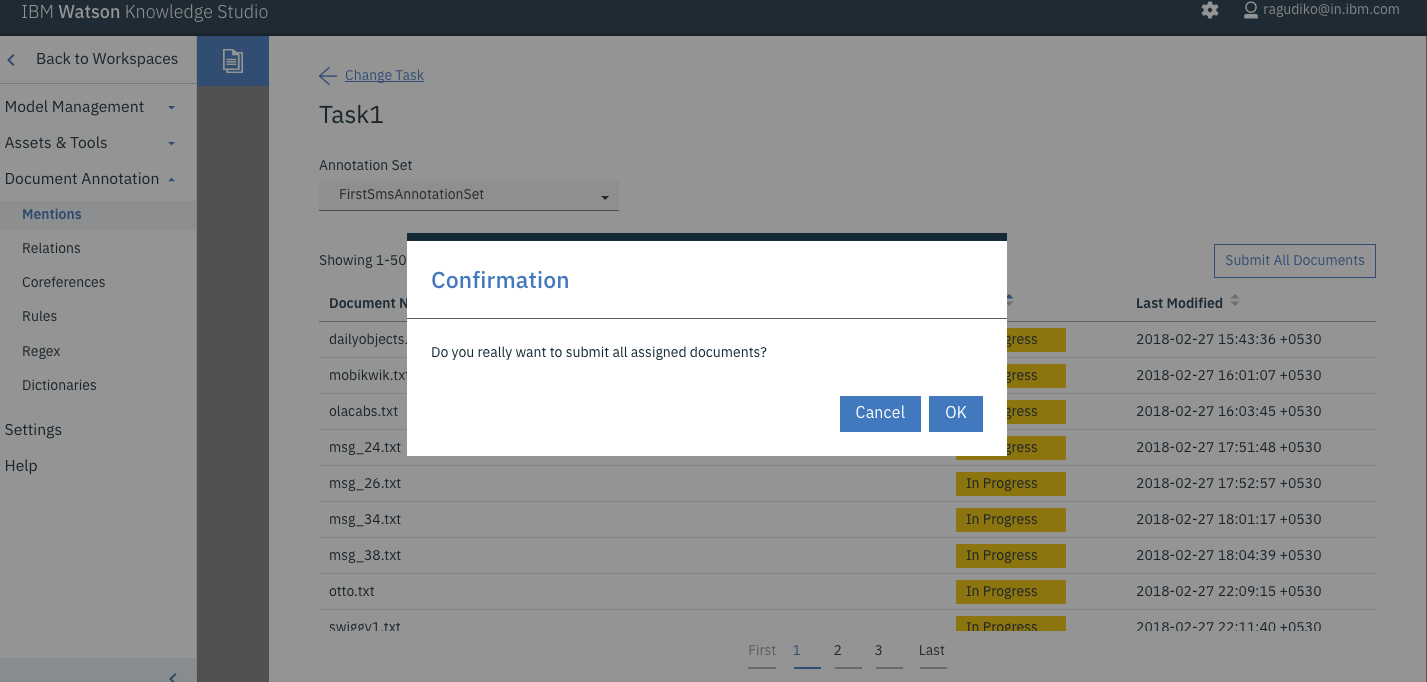 IBM Watson Knowledge Studio
ragudiko@in.ibm.com
Back to Workspaces
Model Management
Assets & Tools
Document Annotation
Mentions
Relations
Coreferences
Rules
Regex
Dictionaries
Settings
Help
Change Task
Task1
Annotation Set
FirstSmsAnnotationSet
Showing 1-50
Submit All Documents
Confirmation
Do you really want to submit all assigned documents?
Cancel OK
Document N Last Modified
dailyobjects. gress 2018-02-27 15:43:36 +0530
mobikwik.txt gress 2018-02-27 16:01:07 +0530
olacabs.txt gress 2018-02-27 16:03:45 +0530
msg_24.txt gress 2018-02-27 17:51:48 +0530
msg_26.txt In Progress 2018-02-27 17:52:57 +0530
msg_34.txt In Progress 2018-02-27 18:01:17 +0530
msg_38.txt In Progress 2018-02-27 18:04:39 +0530
otto.txt In Progress 2018-02-27 22:09:15 +0530
swiggy1.txt In Progress 2018-02-27 22:11:40 +0530
First 1 2 3 Last